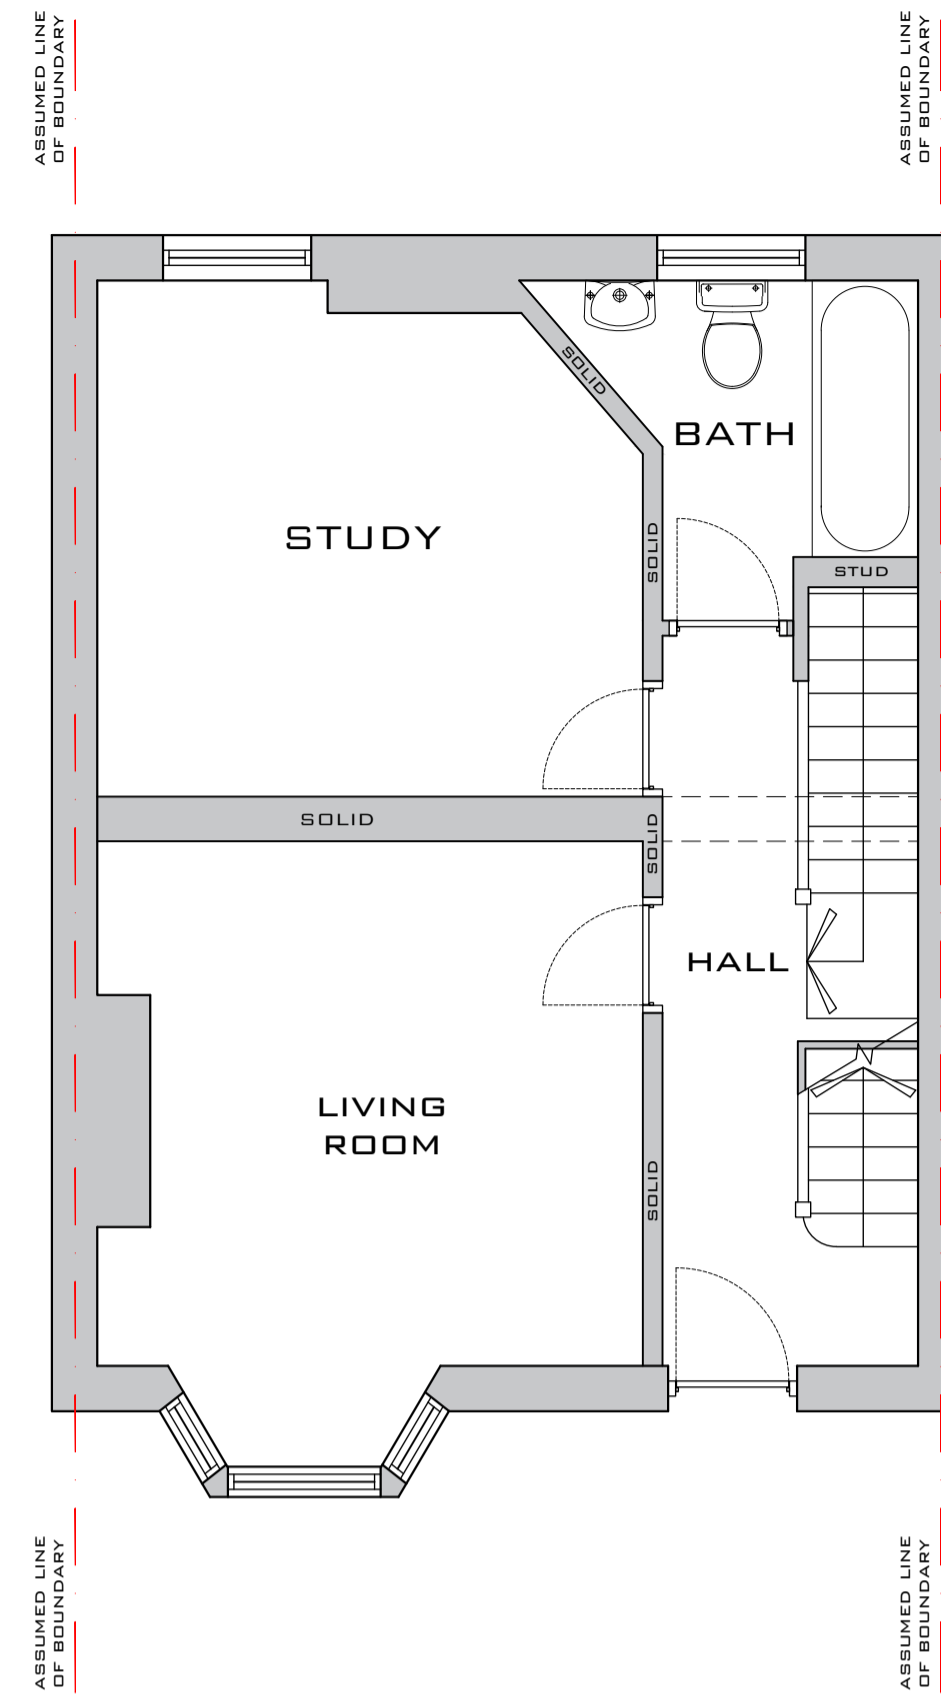 ASSUMED LINE
OF BOUNDARY
ASSUMED LINE
OF BOUNDARY
SOLID
BATH
STUDY
SOLID
STUD
SOLID
SOLID
HALL
LIVING
ROOM
SOLID
ASSUMED LINE
OF BOUNDARY
ASSUMED LINE
OF BOUNDARY